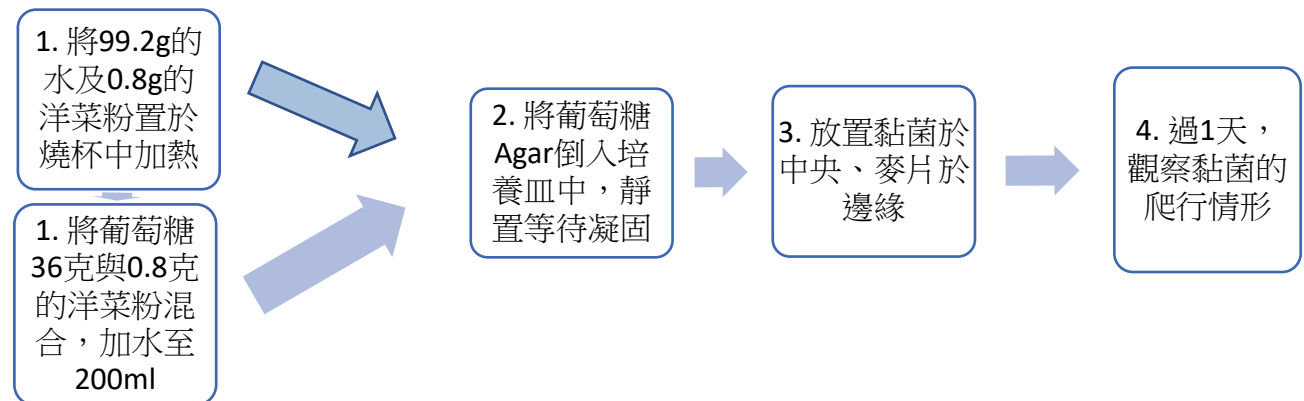 1. 將99.2g的
水及0.8g的
洋菜粉置於
燒杯中加熱
1. 將葡萄糖
36克與0.8克
的洋菜粉混
合，加水至
200ml
2. 將葡萄糖
Agar倒入培
養皿中，靜
置等待凝固
3. 放置黏菌於
中央、麥片於
邊緣
4. 過1天，
觀察黏菌的
爬行情形